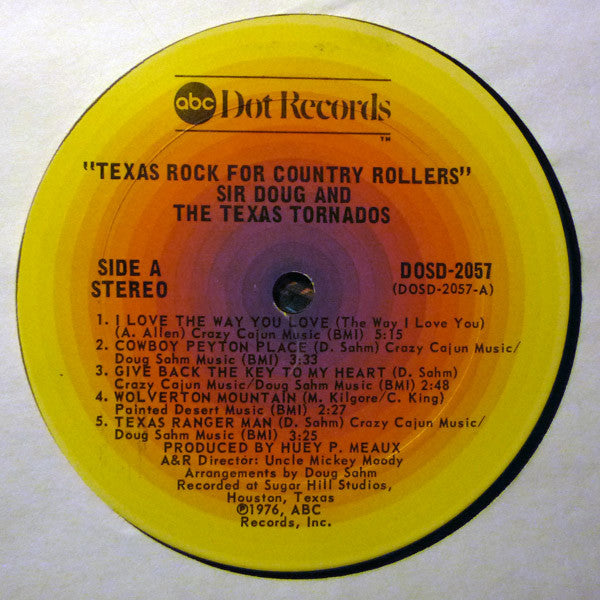 abc Dot Records
TM
"TEXAS ROCK FOR COUNTRY ROLLERS"
SIR DOUG AND
THE TEXAS TORNADOS
SIDE A
STEREO
DOSD-2057
(DOSD-2057-A)
1. I LOVE THE WAY YOU LOVE (The Way I Love You)
(A. Allen) Crazy Cajun Music (BMI) 5:15
2. COWBOY PEYTON PLACE (D. Sahm) Crazy Cajun Music/
Doug Sahm Music (BMI) 3:33
3. GIVE BACK THE KEY TO MY HEART (D. Sahm)
Crazy Cajun Music/Doug Sahm Music (BMI) 2:48
4. WOLVERTON MOUNTAIN (M. Kilgore/C. King)
Painted Desert Music (BMI) 2:27
5. TEXAS RANGER MAN (D. Sahm) Crazy Cajun Music/
Doug Sahm Music (BMI) 3:25
PRODUCED BY HUEY P. MEAUX
A&R Director: Uncle Mickey Moody
Arrangements by Doug Sahm
Recorded at Sugar Hill Studios,
Houston, Texas
℗1976, ABC
Records, Inc.